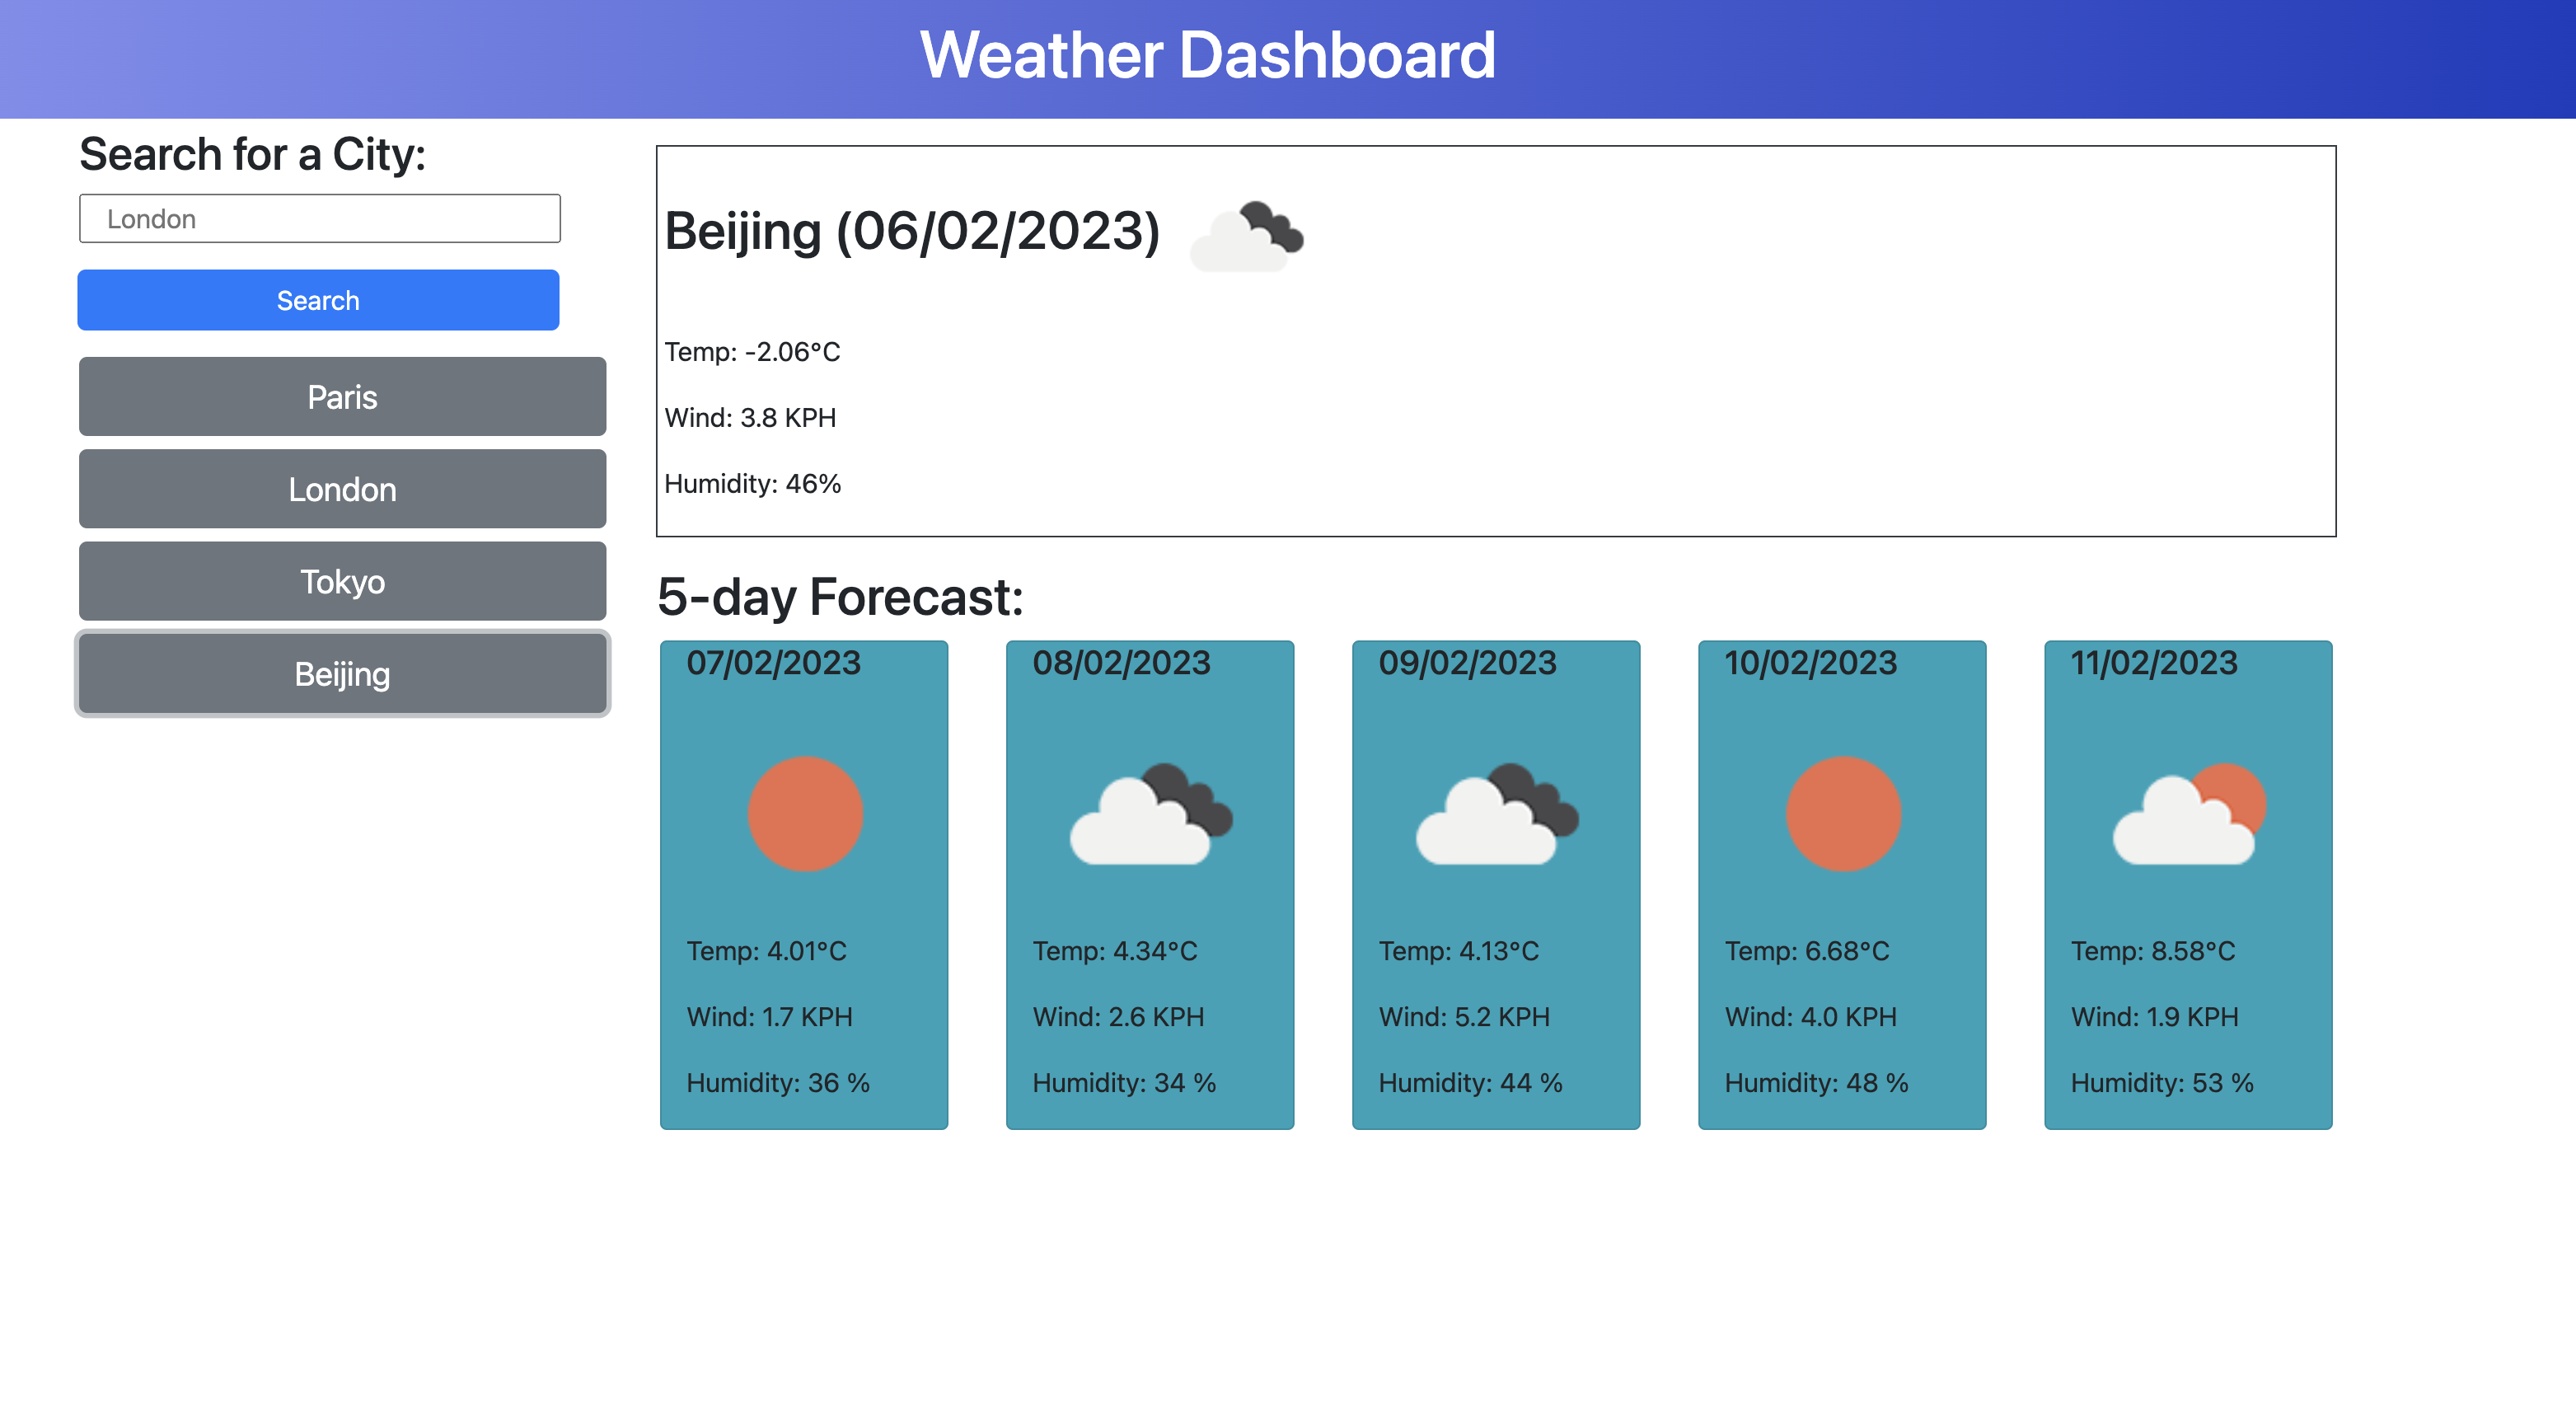 Weather Dashboard
Search for a City:
London
Search
Paris
London
Tokyo
Beijing
Beijing (06/02/2023)
Temp: -2.06°C
Wind: 3.8 KPH
Humidity: 46%
5-day Forecast:
07/02/2023
Temp: 4.01°C
Wind: 1.7 KPH
Humidity: 36 %
08/02/2023
Temp: 4.34°C
Wind: 2.6 KPH
Humidity: 34 %
09/02/2023
Temp: 4.13°C
Wind: 5.2 KPH
Humidity: 44 %
10/02/2023
Temp: 6.68°C
Wind: 4.0 KPH
Humidity: 48 %
11/02/2023
Temp: 8.58°C
Wind: 1.9 KPH
Humidity: 53 %